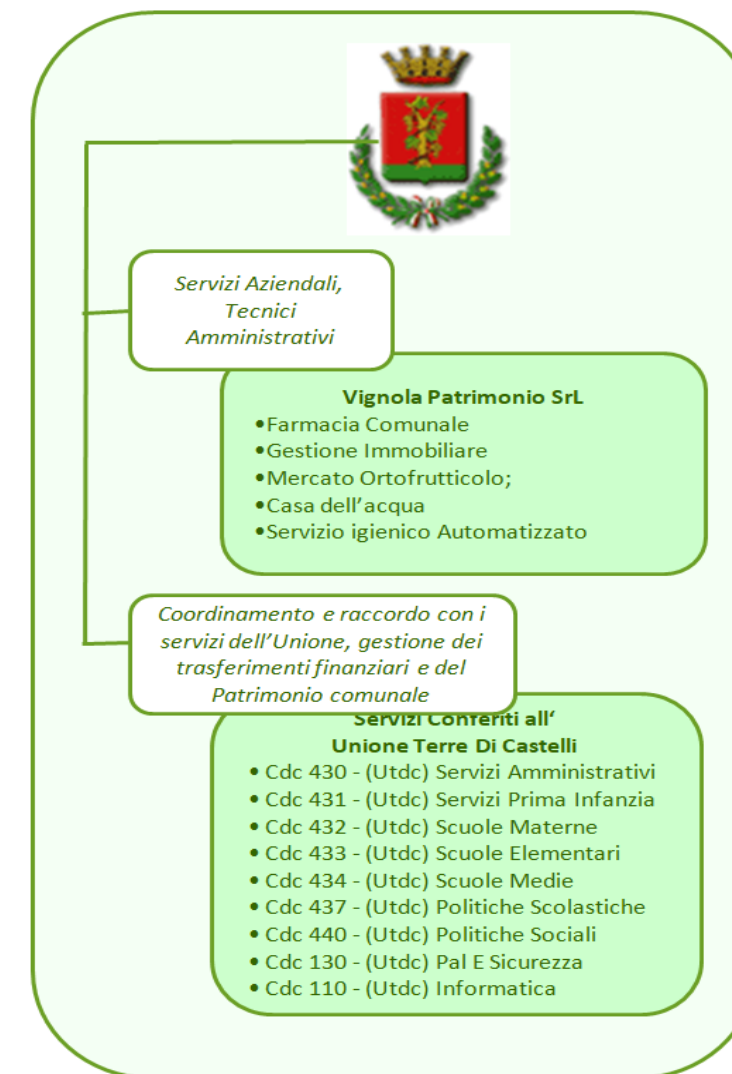 Servizi Aziendali,
Tecnici
Amministrativi
Vignola Patrimonio SrL
•Farmacia Comunale
•Gestione Immobiliare
•Mercato Ortofrutticolo;
•Casa dell’acqua
•Servizio igienico Automatizzato
Coordinamento e raccordo con i
servizi dell’Unione, gestione dei
trasferimenti finanziari e del
Patrimonio comunale
Servizi Conferiti all‘
Unione Terre Di Castelli
• Cdc 430 - (Utdc) Servizi Amministrativi
• Cdc 431 - (Utdc) Servizi Prima Infanzia
• Cdc 432 - (Utdc) Scuole Materne
• Cdc 433 - (Utdc) Scuole Elementari
• Cdc 434 - (Utdc) Scuole Medie
• Cdc 437 - (Utdc) Politiche Scolastiche
• Cdc 440 - (Utdc) Politiche Sociali
• Cdc 130 - (Utdc) Pal E Sicurezza
• Cdc 110 - (Utdc) Informatica